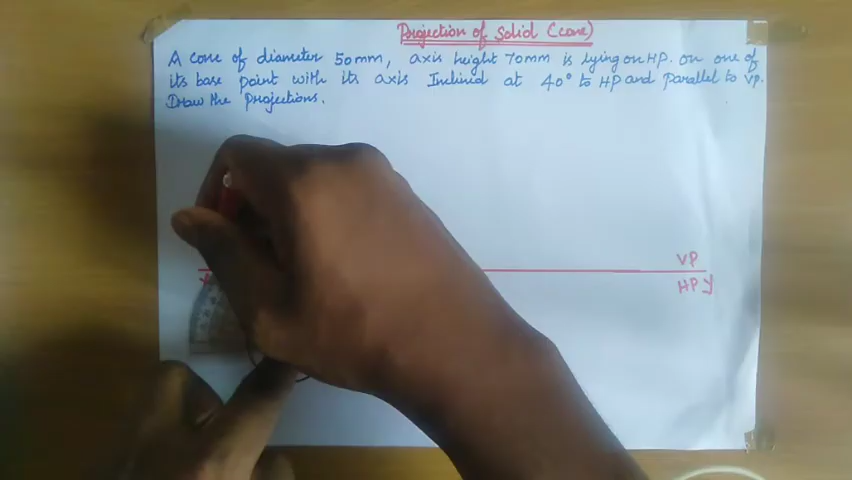 Projection of Solid (cone)
A cone of diameter 50mm, axis height 70mm is lying on HP. on one of
its base point with its axis Inclined at 40° to HP and parallel to VP.
Draw the Projections.
VP
X
HP Y